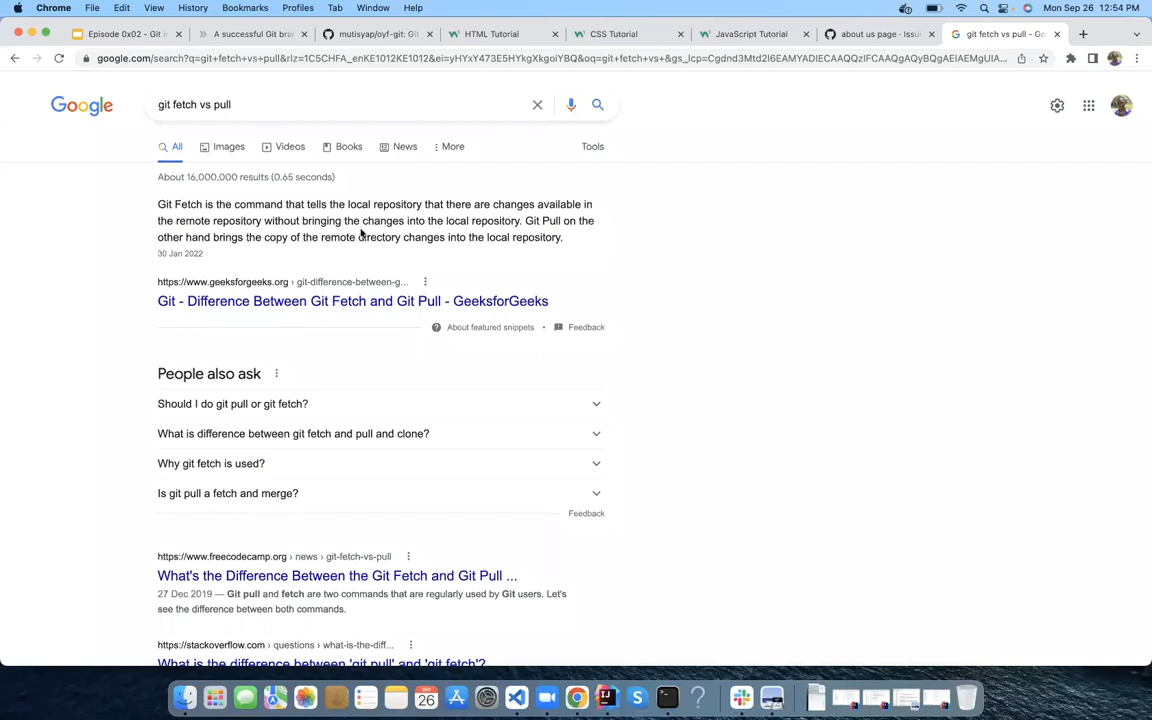 Chrome File Edit View History Bookmarks Profiles Tab Window Help Mon Sep 26 12:54 PM
Episode 0x02 - Git i A successful Git bra mutisyap/oyf-git: Gi HTML Tutorial CSS Tutorial JavaScript Tutorial about us page · Issu git fetch vs pull - Go
google.com/search?q=git+fetch+vs+pull&rlz=1C5CHFA_enKE1012KE1012&ei=
git fetch vs pull
Google
All Images Videos Books News More Tools
About 16,000,000 results (0.65 seconds)
Git Fetch is the command that tells the local repository that there are changes available in
the remote repository without bringing the changes into the local repository. Git Pull on the
other hand brings the copy of the remote directory changes into the local repository.
30 Jan 2022
https://www.geeksforgeeks.org › git-difference-between-g...
Git - Difference Between Git Fetch and Git Pull - GeeksforGeeks
About featured snippets • Feedback
People also ask
Should I do git pull or git fetch?
What is difference between git fetch and pull and clone?
Why git fetch is used?
Is git pull a fetch and merge?
Feedback
https://www.freecodecamp.org › news › git-fetch-vs-pull
What's the Difference Between the Git Fetch and Git Pull ...
27 Dec 2019 — Git pull and fetch are two commands that are regularly used by Git users. Let's
see the difference between both commands.
https://stackoverflow.com › questions › what-is-the-diff...
What is the difference between 'git pull' and 'git fetch'?
SEP
26